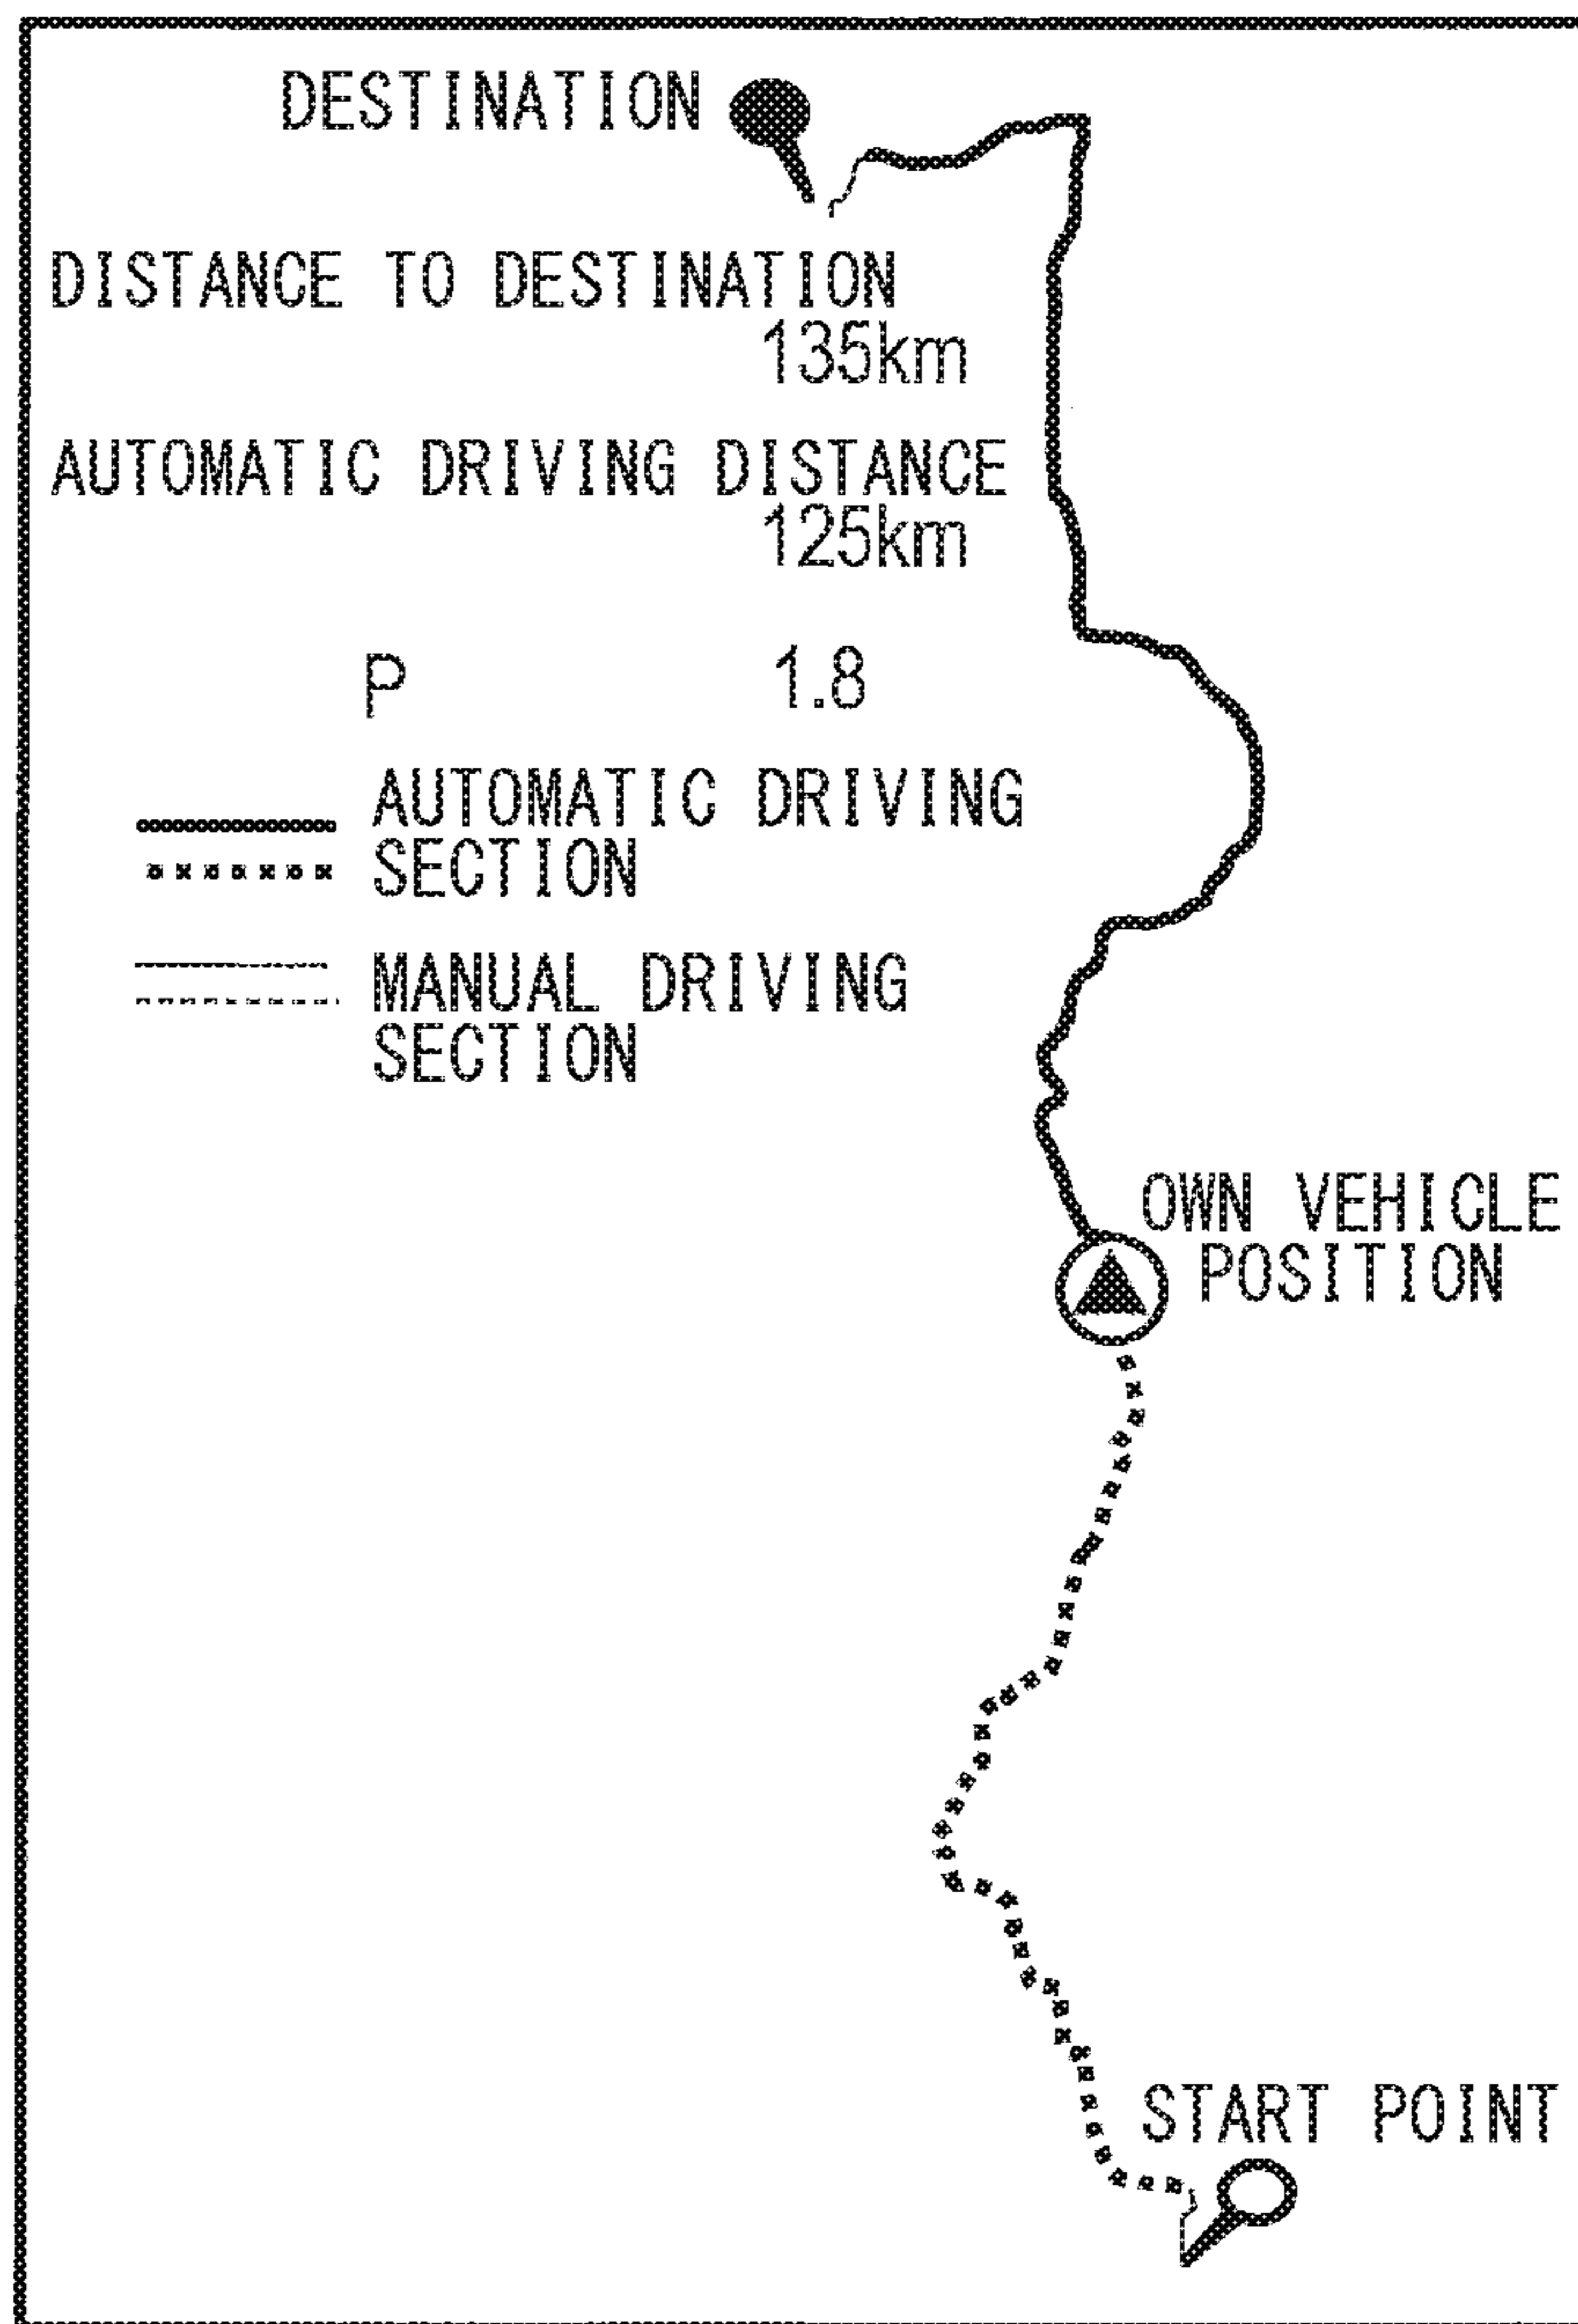 DESTINATION
DISTANCE TO DESTINATION
135km
AUTOMATIC DRIVING DISTANCE
125km
P 1.8
AUTOMATIC DRIVING
SECTION
MANUAL DRIVING
SECTION
OWN VEHICLE
POSITION
START POINT